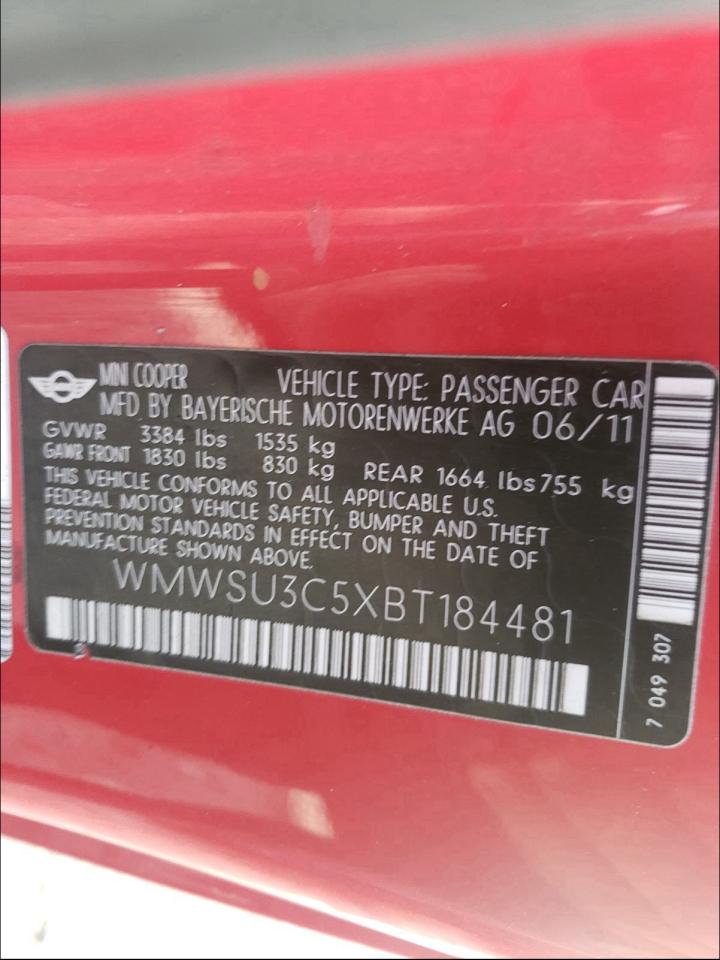 MINI COOPER VEHICLE TYPE: PASSENGER CAR
MFD BY BAYERISCHE MOTORENWERKE AG 06/11
GVWR 3384 lbs 1535 kg
GAWR FRONT 1830 lbs 830 kg REAR 1664 lbs 755 kg
THIS VEHICLE CONFORMS TO ALL APPLICABLE U.S.
FEDERAL MOTOR VEHICLE SAFETY, BUMPER AND THEFT
PREVENTION STANDARDS IN EFFECT ON THE DATE OF
MANUFACTURE SHOWN ABOVE.
WMWSU3C5XBT184481
7 049 307